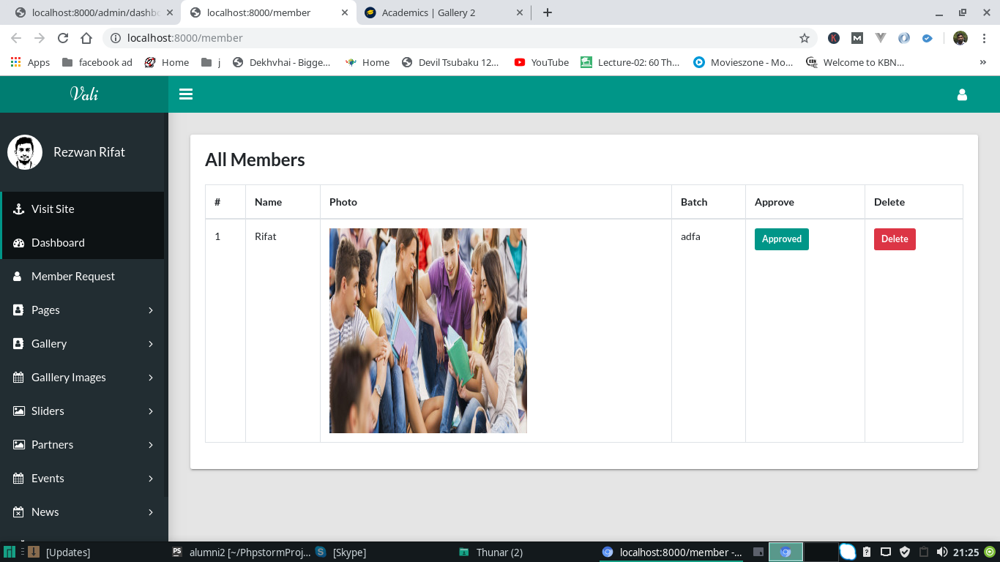 localhost:8000/admin/dashbo
localhost:8000/member
Academics | Gallery 2
localhost:8000/member
Apps
facebook ad
Home
j
Dekhvhai - Bigge...
Home
Devil Tsubaku 12...
YouTube
Lecture-02: 60 Th...
Movieszone - Mo...
Welcome to KBN...
»
Vali
Rezwan Rifat
Visit Site
Dashboard
Member Request
Pages
Gallery
Galllery Images
Sliders
Partners
Events
News
All Members
# Name Photo Batch Approve Delete
1 Rifat adfa Approved Delete
[Updates]
PS alumni2 [~/PhpstormProj...
[Skype]
Thunar (2)
localhost:8000/member -...
21:25